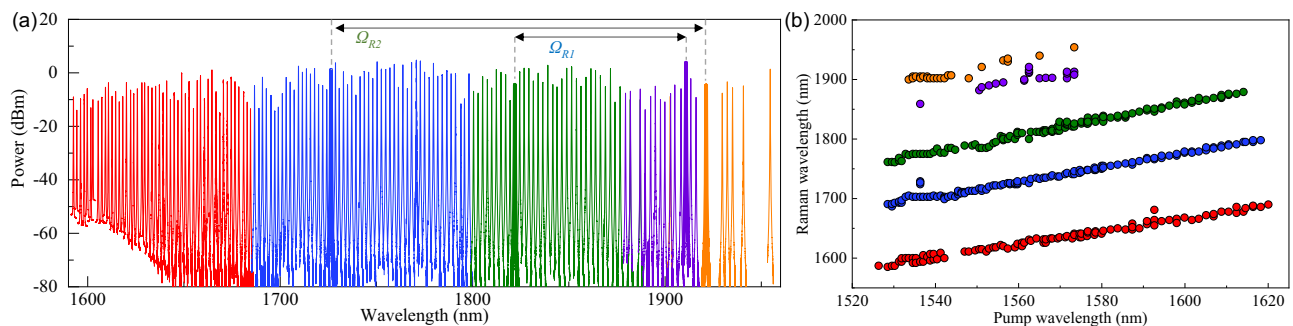 (a)
20
0
-20
-40
-60
-80
Power (dBm)
Ω_R2
Ω_R1
1600
1700
1800
1900
Wavelength (nm)
(b)
2000
1900
1800
1700
1600
Raman wavelength (nm)
1520
1540
1560
1580
1600
1620
Pump wavelength (nm)